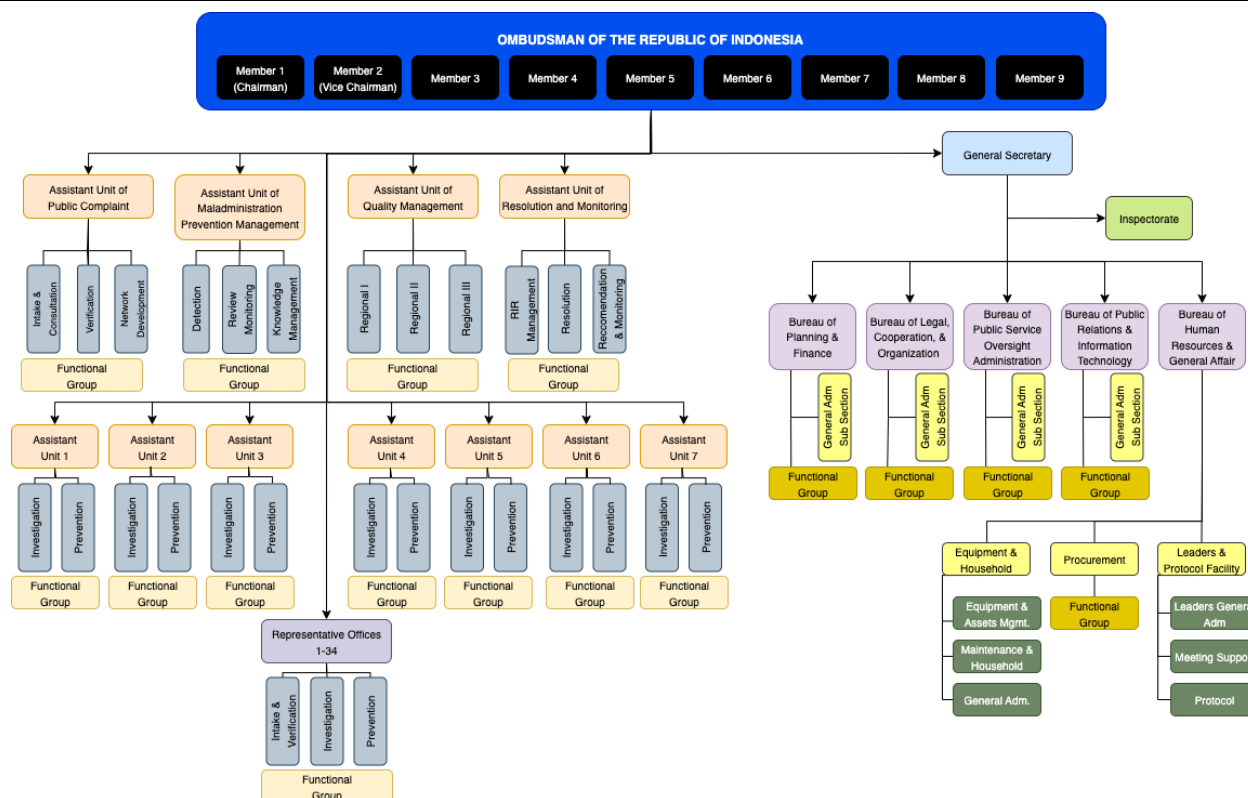 OMBUDSMAN OF THE REPUBLIC OF INDONESIA
Member 1
(Chairman)
Member 2
(Vice Chairman)
Member 3
Member 4
Member 5
Member 6
Member 7
Member 8
Member 9
General Secretary
Inspectorate
Assistant Unit of
Public Complaint
Assistant Unit of
Maladministration
Prevention Management
Assistant Unit of
Quality Management
Assistant Unit of
Resolution and Monitoring
Intake &
Consultation
Verification
Network
Development
Detection
Review
Monitoring
Knowledge
Management
Regional I
Regional II
Regional III
RIR
Management
Resolution
Reccomendation
& Monitoring
Functional
Group
Functional
Group
Functional
Group
Functional
Group
Bureau of
Planning &
Finance
Bureau of Legal,
Cooperation, &
Organization
Bureau of
Public Service
Oversight
Administration
Bureau of Public
Relations &
Information
Technology
Bureau of
Human
Resources &
General Affair
General Adm
Sub Section
General Adm
Sub Section
General Adm
Sub Section
General Adm
Sub Section
Functional
Group
Functional
Group
Functional
Group
Functional
Group
Assistant
Unit 1
Assistant
Unit 2
Assistant
Unit 3
Assistant
Unit 4
Assistant
Unit 5
Assistant
Unit 6
Assistant
Unit 7
Investigation
Prevention
Investigation
Prevention
Investigation
Prevention
Investigation
Prevention
Investigation
Prevention
Investigation
Prevention
Investigation
Prevention
Functional
Group
Functional
Group
Functional
Group
Functional
Group
Functional
Group
Functional
Group
Functional
Group
Equipment &
Household
Procurement
Leaders &
Protocol Facility
Equipment &
Assets Mgmt.
Maintenance &
Household
General Adm.
Functional
Group
Leaders Genera
Adm
Meeting Suppo
Protocol
Representative Offices
1-34
Intake &
Verification
Investigation
Prevention
Functional
Group